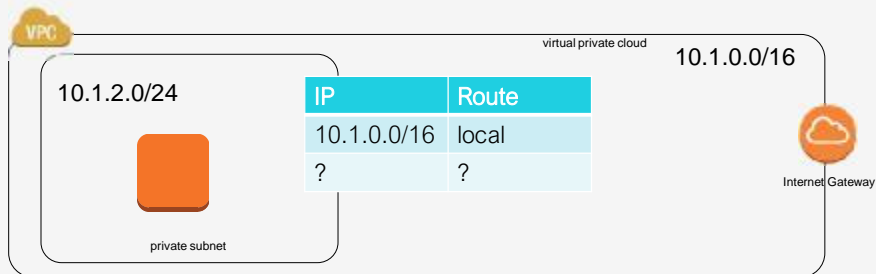 VPC
virtual private cloud
10.1.0.0/16
10.1.2.0/24
IP Route
10.1.0.0/16 local
? ?
Internet Gateway
private subnet